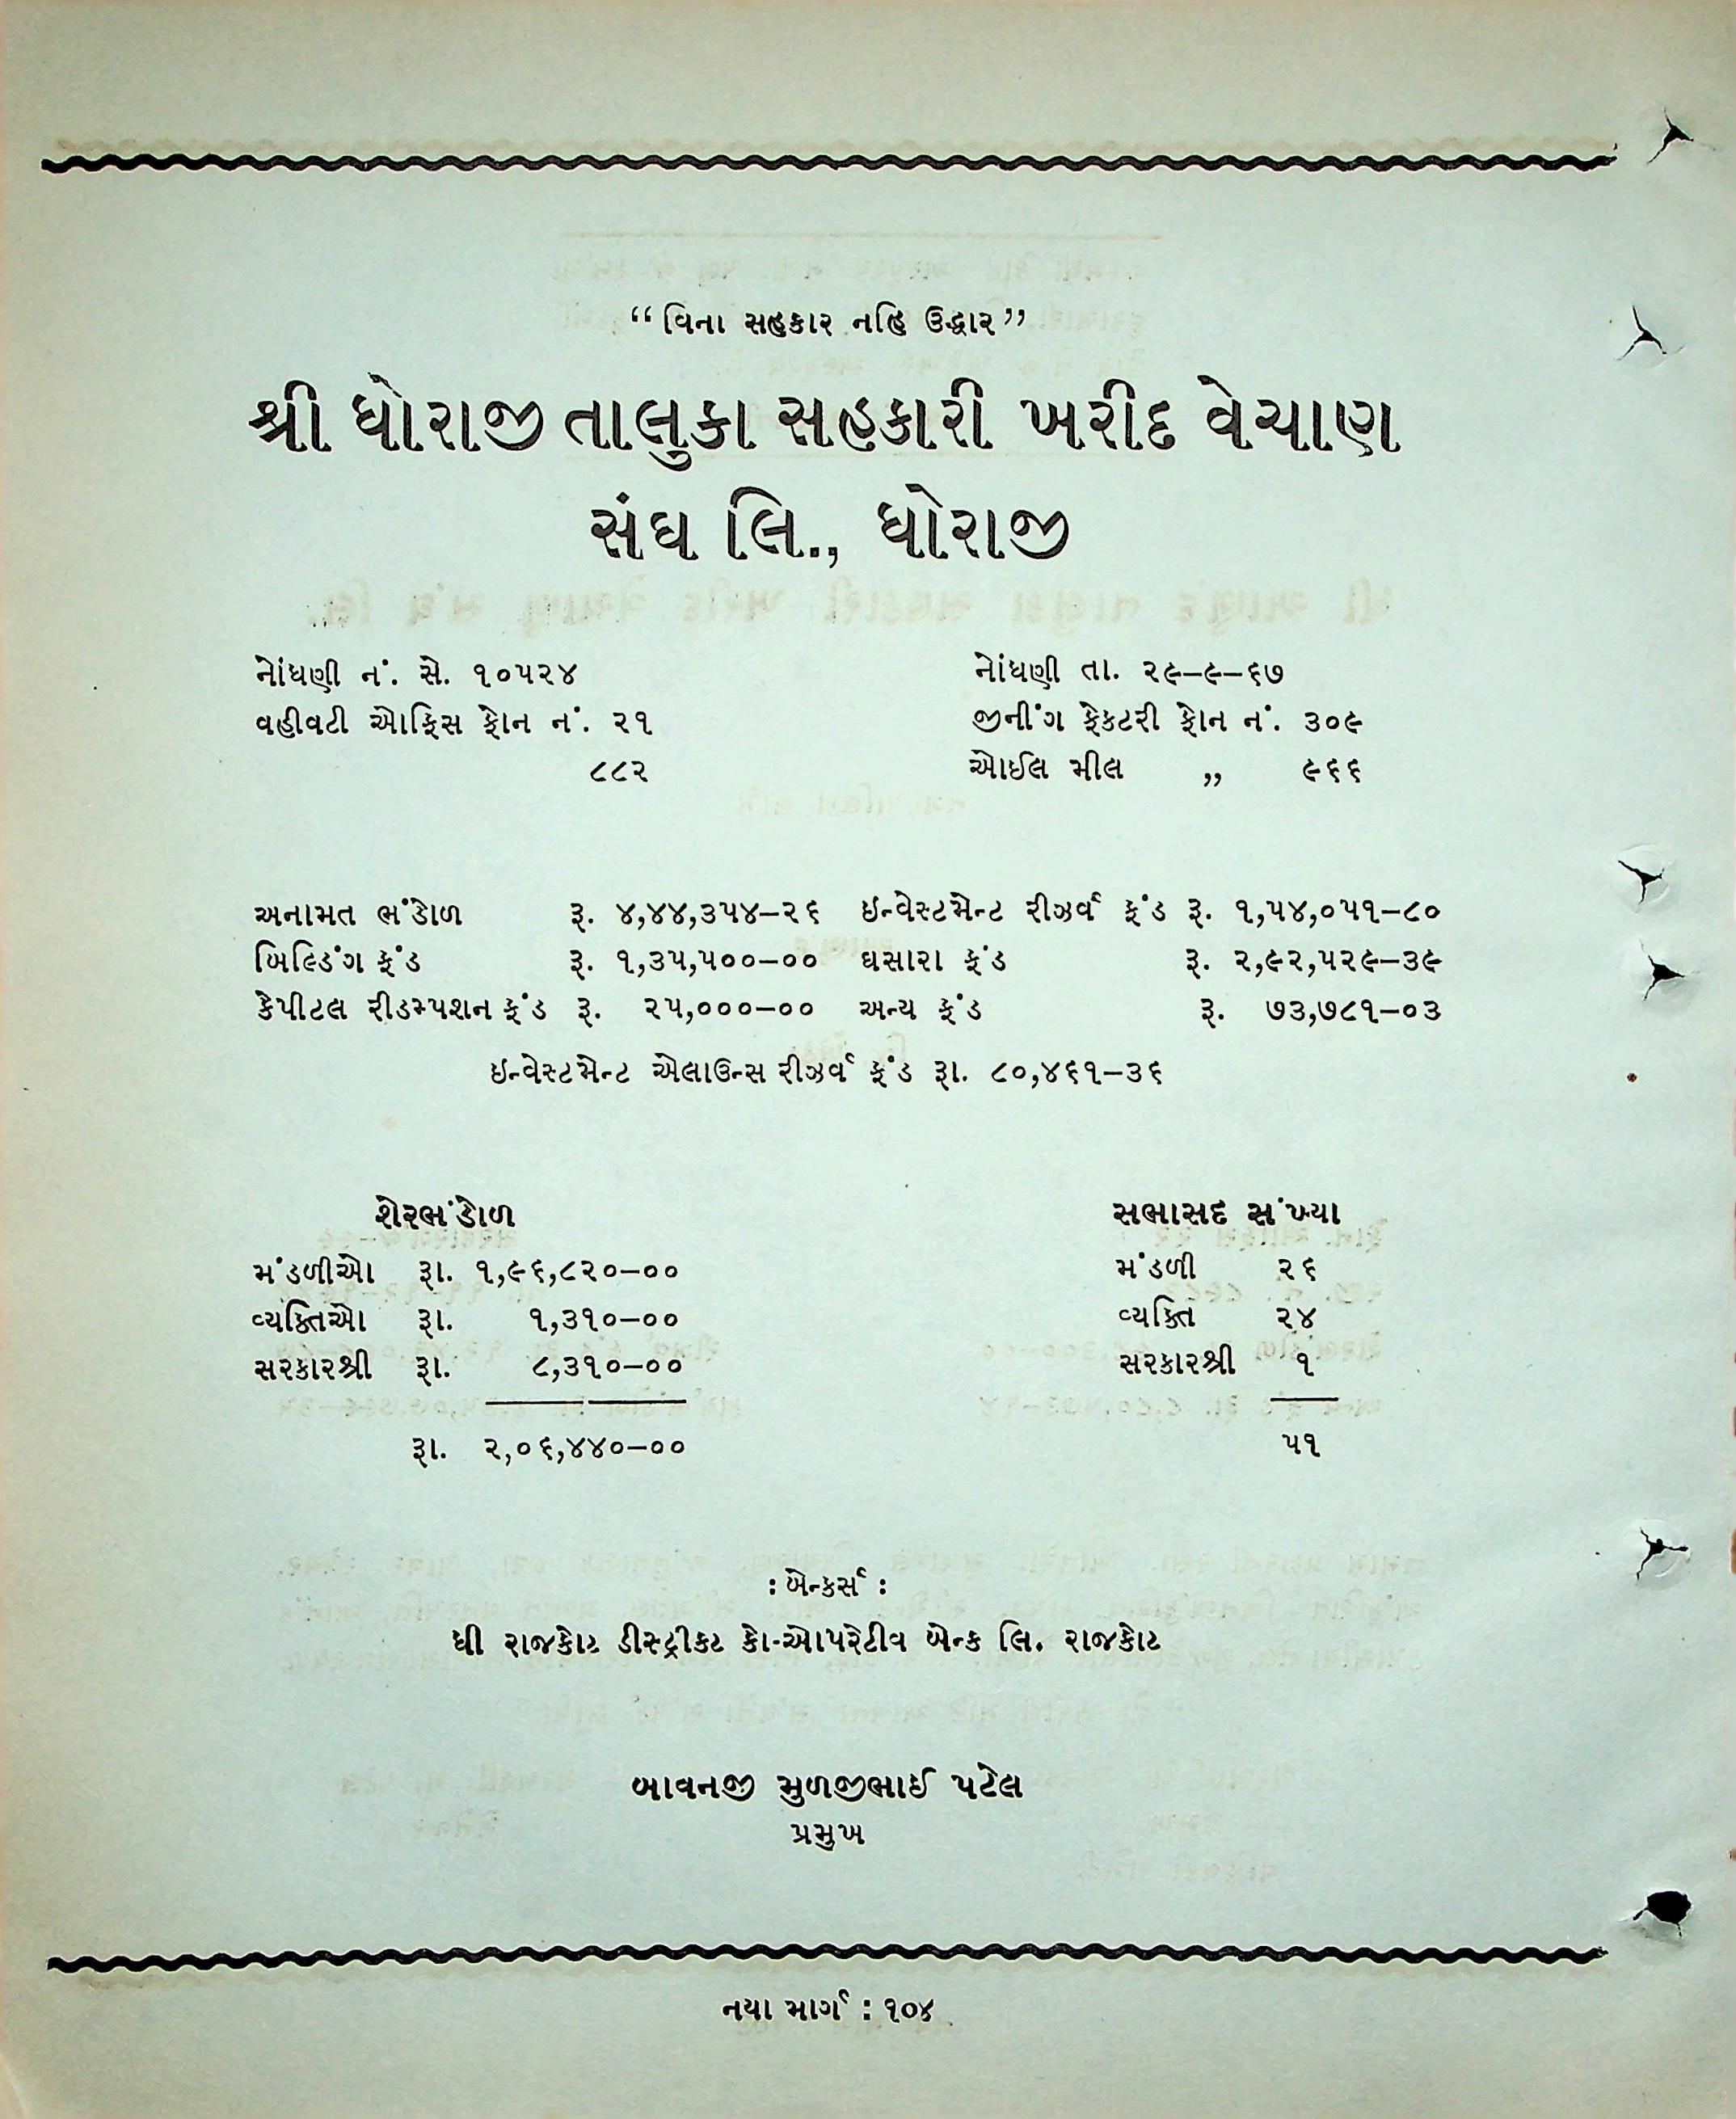 “વિના સહકાર નહિ ઉદ્ધાર”
શ્રી ધોરાજી તાલુકા સહકારી ખરીદ વેચાણ
સંઘ લિ., ધોરાજી
નોંધણી નં. સે. ૧૦૫૨૪ નોંધણી તા. ૨૯–૯–૬૭
વહીવટી ઓફિસ ફોન નં. ૨૧ જીનીંગ ફેકટરી ફોન નં. ૩૦૯
૮૮૨ ઓઈલ મીલ ,, ૯૬૬
અનામત ભંડોળ રૂ. ૪,૪૪,૩૫૪–૨૬ ઇન્વેસ્ટમેન્ટ રીઝર્વ ફંડ રૂ. ૧,૫૪,૦૫૧–૮૦
બિલ્ડિંગ ફંડ રૂ. ૧,૩૫,૫૦૦–૦૦ ઘસારા ફંડ રૂ. ૨,૯૨,૫૨૯–૩૯
કેપીટલ રીડમ્પશન ફંડ રૂ. ૨૫,૦૦૦–૦૦ અન્ય ફંડ રૂ. ૭૩,૭૮૧–૦૩
ઇન્વેસ્ટમેન્ટ એલાઉન્સ રીઝર્વ ફંડ રૂા. ૮૦,૪૬૧–૩૬
શેરભંડોળ સભાસદ સંખ્યા
મંડળીઓ રૂા. ૧,૯૬,૮૨૦–૦૦ મંડળી ૨૬
વ્યક્તિઓ રૂા. ૧,૩૧૦–૦૦ વ્યક્તિ ૨૪
સરકારશ્રી રૂા. ૮,૩૧૦–૦૦ સરકારશ્રી ૧
રૂા. ૨,૦૬,૪૪૦–૦૦ ૫૧
: બેન્કર્સ :
ધી રાજકોટ ડીસ્ટ્રીકટ કો-ઓપરેટીવ બેન્ક લિ. રાજકોટ
બાવનજી મુળજીભાઈ પટેલ
પ્રમુખ
નયા માર્ગ : ૧૦૪